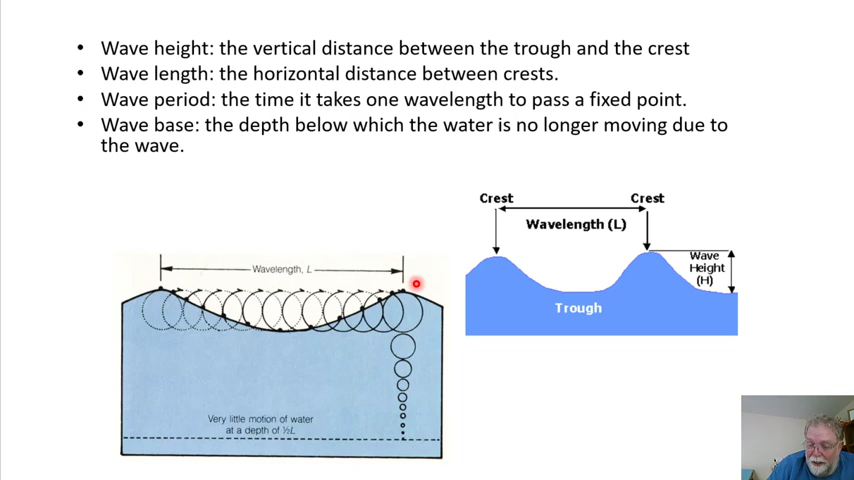 • Wave height: the vertical distance between the trough and the crest
• Wave length: the horizontal distance between crests.
• Wave period: the time it takes one wavelength to pass a fixed point.
• Wave base: the depth below which the water is no longer moving due to
the wave.
Crest Crest
Wavelength (L)
Wave
Height
(H)
Trough
Wavelength, L
Very little motion of water
at a depth of ½L